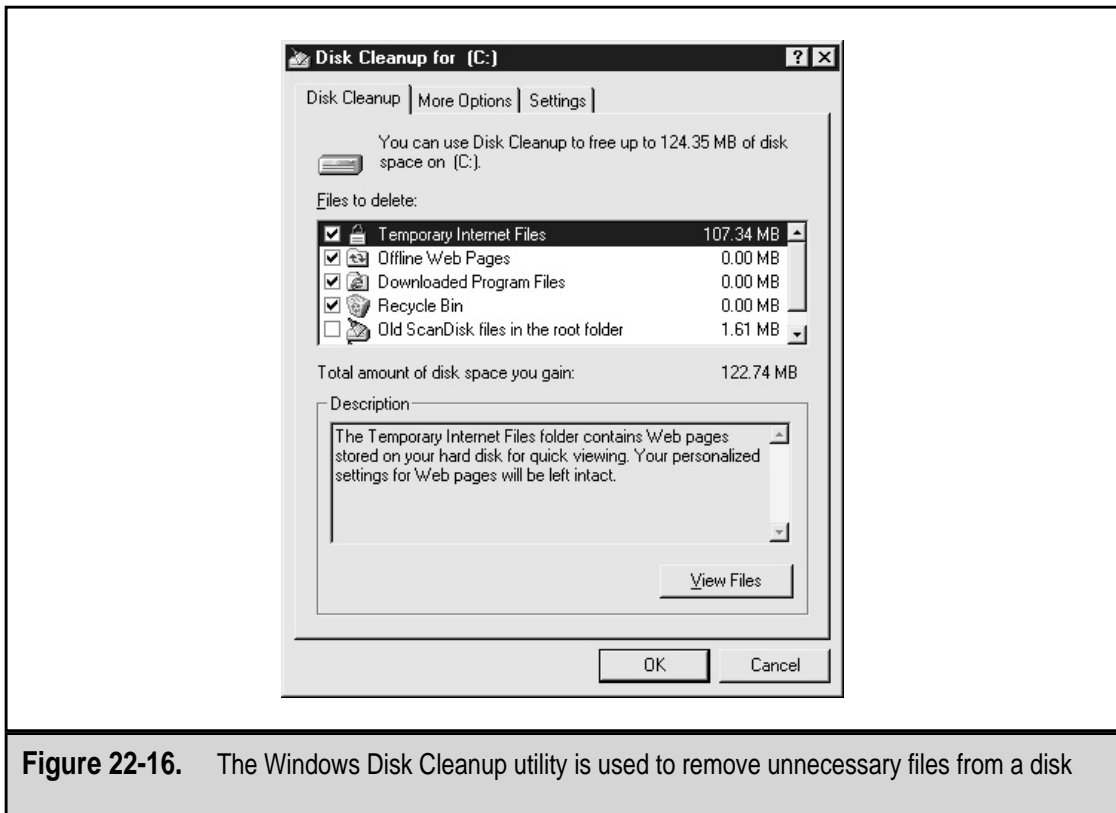 Disk Cleanup for (C:)
Disk Cleanup More Options Settings
You can use Disk Cleanup to free up to 124.35 MB of disk
space on (C:).
Files to delete:
Temporary Internet Files 107.34 MB
Offline Web Pages 0.00 MB
Downloaded Program Files 0.00 MB
Recycle Bin 0.00 MB
Old ScanDisk files in the root folder 1.61 MB
Total amount of disk space you gain: 122.74 MB
Description
The Temporary Internet Files folder contains Web pages
stored on your hard disk for quick viewing. Your personalized
settings for Web pages will be left intact.
View Files
OK Cancel
Figure 22-16. The Windows Disk Cleanup utility is used to remove unnecessary files from a disk